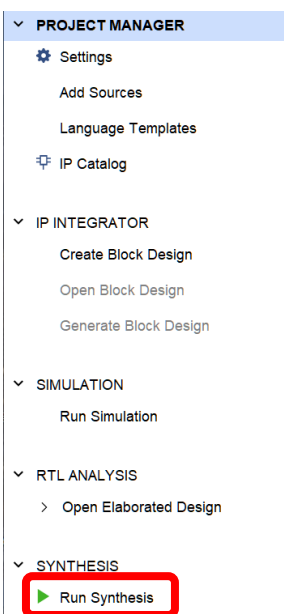 PROJECT MANAGER
Settings
Add Sources
Language Templates
IP Catalog
IP INTEGRATOR
Create Block Design
Open Block Design
Generate Block Design
SIMULATION
Run Simulation
RTL ANALYSIS
Open Elaborated Design
SYNTHESIS
Run Synthesis